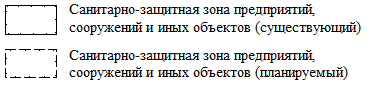 Санитарно-защитная зона предприятий,
сооружений и иных объектов (существующий)
Санитарно-защитная зона предприятий,
сооружений и иных объектов (планируемый)